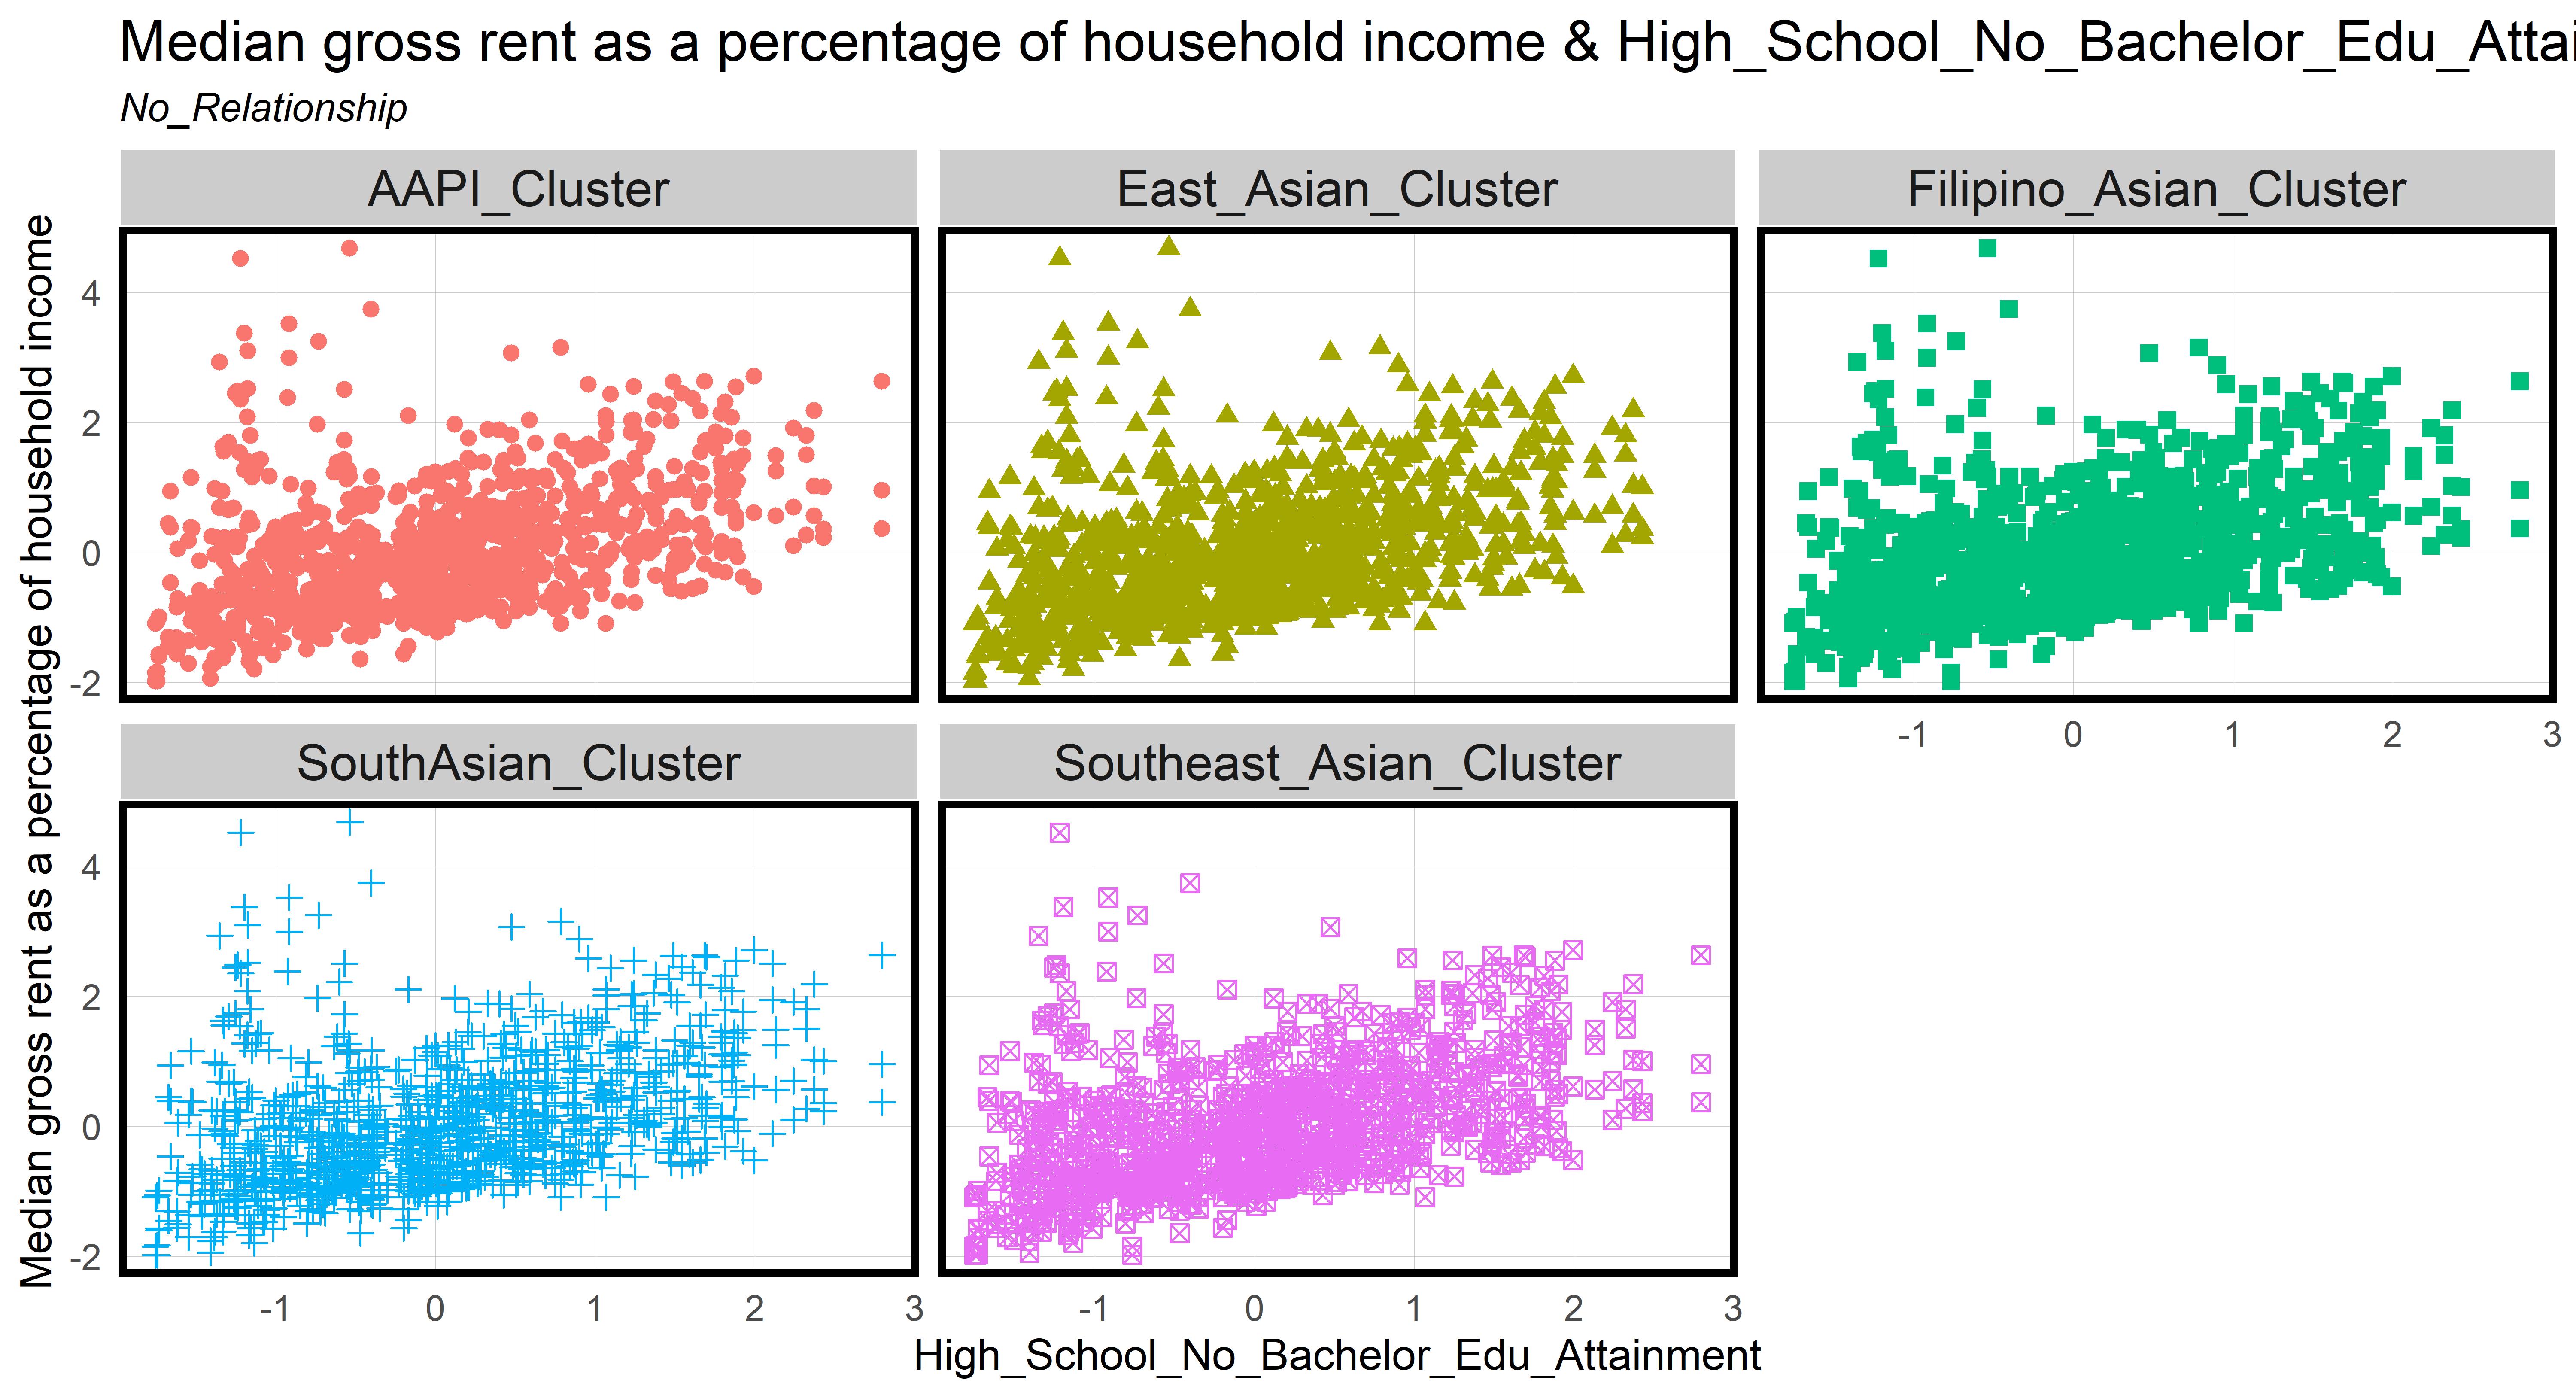 Median gross rent as a percentage of household income & High_School_No_Bachelor_Edu_Attai
No_Relationship
AAPI_Cluster
East_Asian_Cluster
Filipino_Asian_Cluster
Median gross rent as a percentage of household income
4
2
0
-2
-1 0 1 2 3
SouthAsian_Cluster
Southeast_Asian_Cluster
4
2
0
-2
-1 0 1 2 3
-1 0 1 2 3
High_School_No_Bachelor_Edu_Attainment